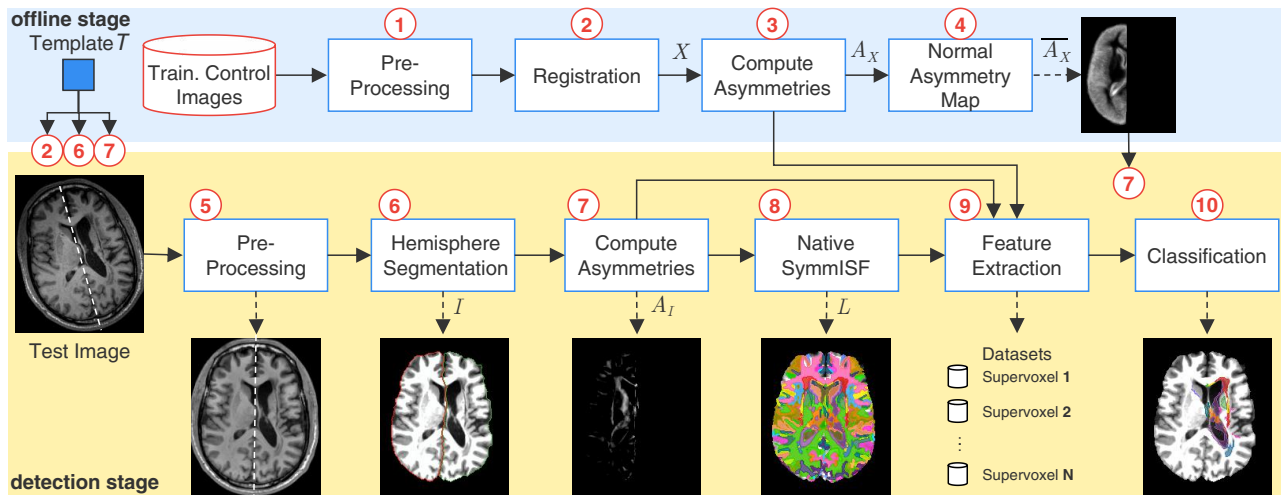 offline stage
Template T
2
6
7
Train. Control
Images
1
Pre-
Processing
2
Registration
X
3
Compute
Asymmetries
A_X
4
Normal
Asymmetry
Map
\overline{A_X}
7
Test Image
5
Pre-
Processing
6
Hemisphere
Segmentation
I
7
Compute
Asymmetries
A_I
8
Native
SymmISF
L
9
Feature
Extraction
Datasets
Supervoxel 1
Supervoxel 2
⋮
Supervoxel N
10
Classification
detection stage